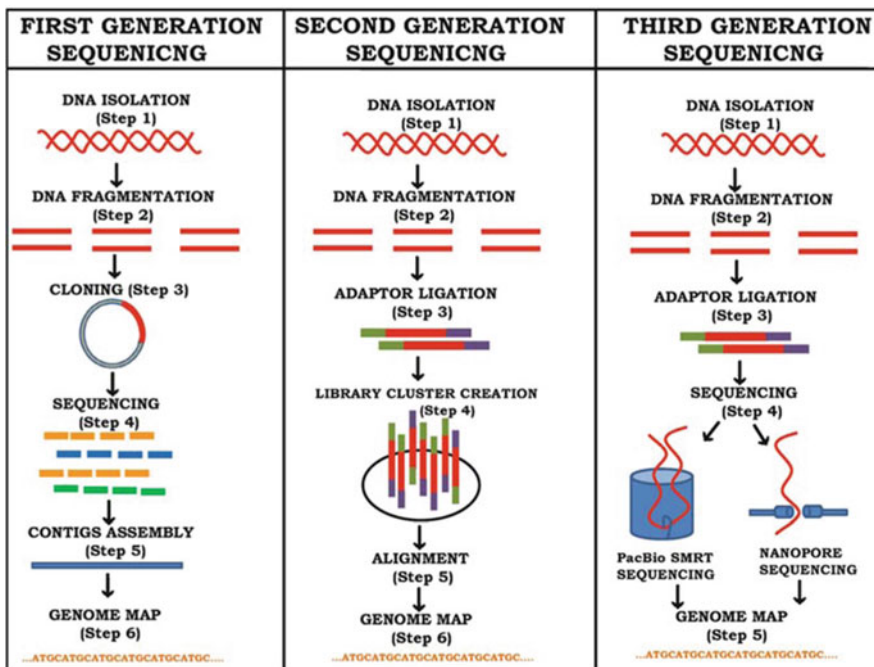 FIRST GENERATION
SEQUENICNG
DNA ISOLATION
(Step 1)
DNA FRAGMENTATION
(Step 2)
CLONING (Step 3)
SEQUENCING
(Step 4)
CONTIGS ASSEMBLY
(Step 5)
GENOME MAP
(Step 6)
...ATGCATGCATGCATGCATGC....
SECOND GENERATION
SEQUENICNG
DNA ISOLATION
(Step 1)
DNA FRAGMENTATION
(Step 2)
ADAPTOR LIGATION
(Step 3)
LIBRARY CLUSTER CREATION
(Step 4)
ALIGNMENT
(Step 5)
GENOME MAP
(Step 6)
...ATGCATGCATGCATGCATGC....
THIRD GENERATION
SEQUENICNG
DNA ISOLATION
(Step 1)
DNA FRAGMENTATION
(Step 2)
ADAPTOR LIGATION
(Step 3)
SEQUENCING
(Step 4)
PacBio SMRT
SEQUENCING
NANOPORE
SEQUENCING
GENOME MAP
(Step 5)
...ATGCATGCATGCATGCATGC....